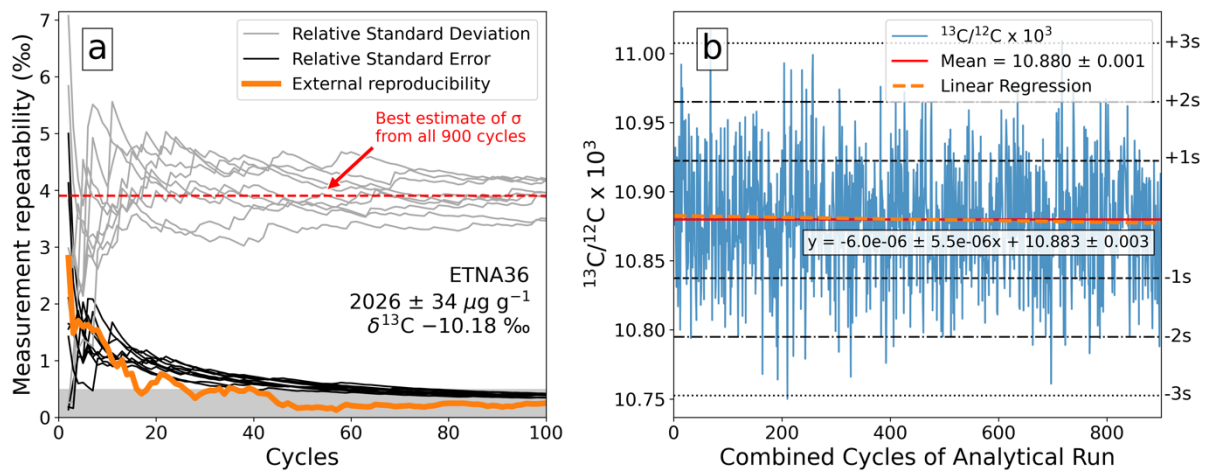 a
Relative Standard Deviation
Relative Standard Error
External reproducibility
Best estimate of σ
from all 900 cycles
ETNA36
2026 ± 34 μg g⁻¹
δ¹³C −10.18 ‰
Measurement repeatability (‰)
7
6
5
4
3
2
1
0
0 20 40 60 80 100
Cycles
b
¹³C/¹²C x 10³
Mean = 10.880 ± 0.001
Linear Regression
+3s
+2s
+1s
-1s
-2s
-3s
y = -6.0e-06 ± 5.5e-06x + 10.883 ± 0.003
¹³C/¹²C x 10³
11.00
10.95
10.90
10.85
10.80
10.75
0 200 400 600 800
Combined Cycles of Analytical Run